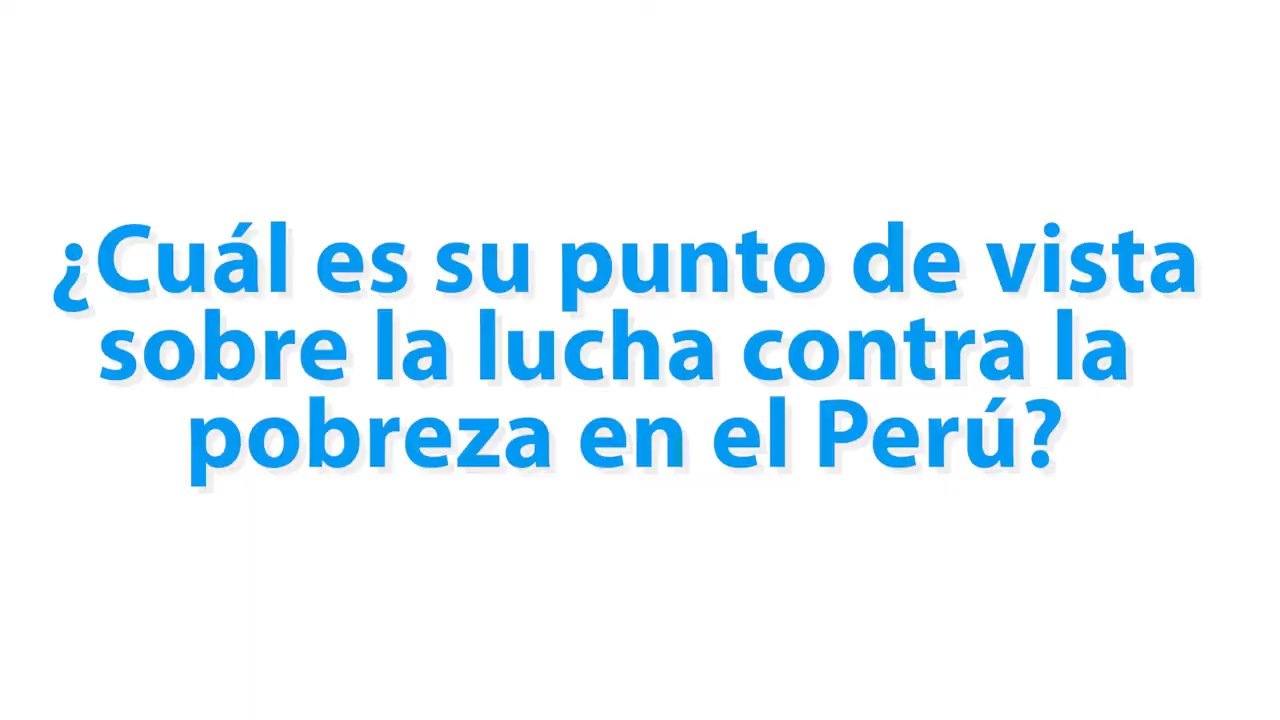 ¿Cuál es su punto de vista
sobre la lucha contra la
pobreza en el Perú?